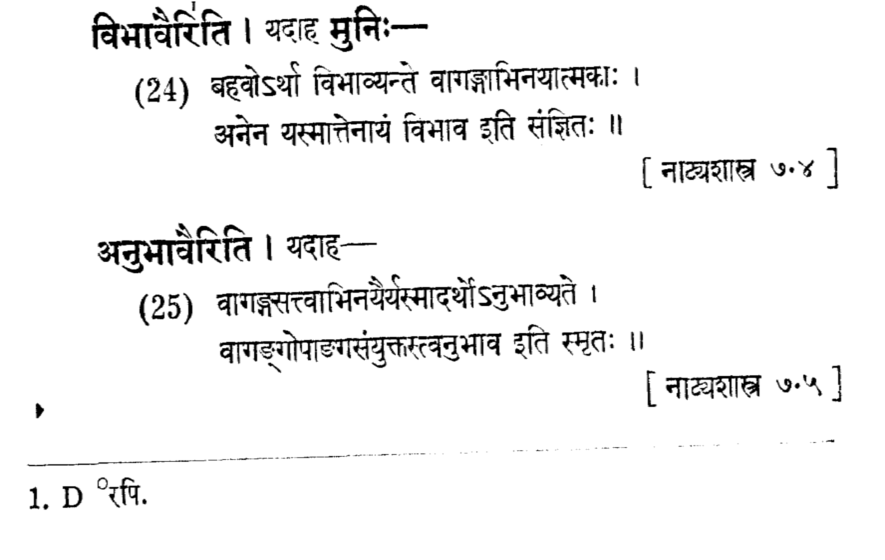 विभावैरिति । यदाह मुनिः—
(24) बहवोऽर्था विभाव्यन्ते वागङ्गाभिनयात्मकाः ।
अनेन यस्मात्तेनायं विभाव इति संज्ञितः ॥
[ नाट्यशास्त्र ७.४ ]
अनुभावैरिति । यदाह—
(25) वागङ्गसत्त्वाभिनयैर्यस्मादर्थोऽनुभाव्यते ।
वागङ्गोपाङगसंयुक्तस्त्वनुभाव इति स्मृतः ॥
[ नाट्यशास्त्र ७.५ ]
1. D °रपि.